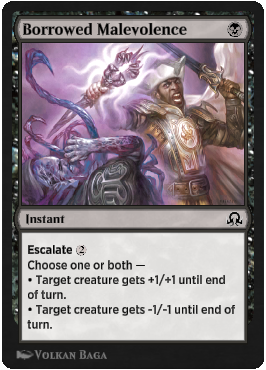 Borrowed Malevolence
Instant
Escalate 2
Choose one or both —
• Target creature gets +1/+1 until end
of turn.
• Target creature gets -1/-1 until end of
turn.
VOLKAN BAGA